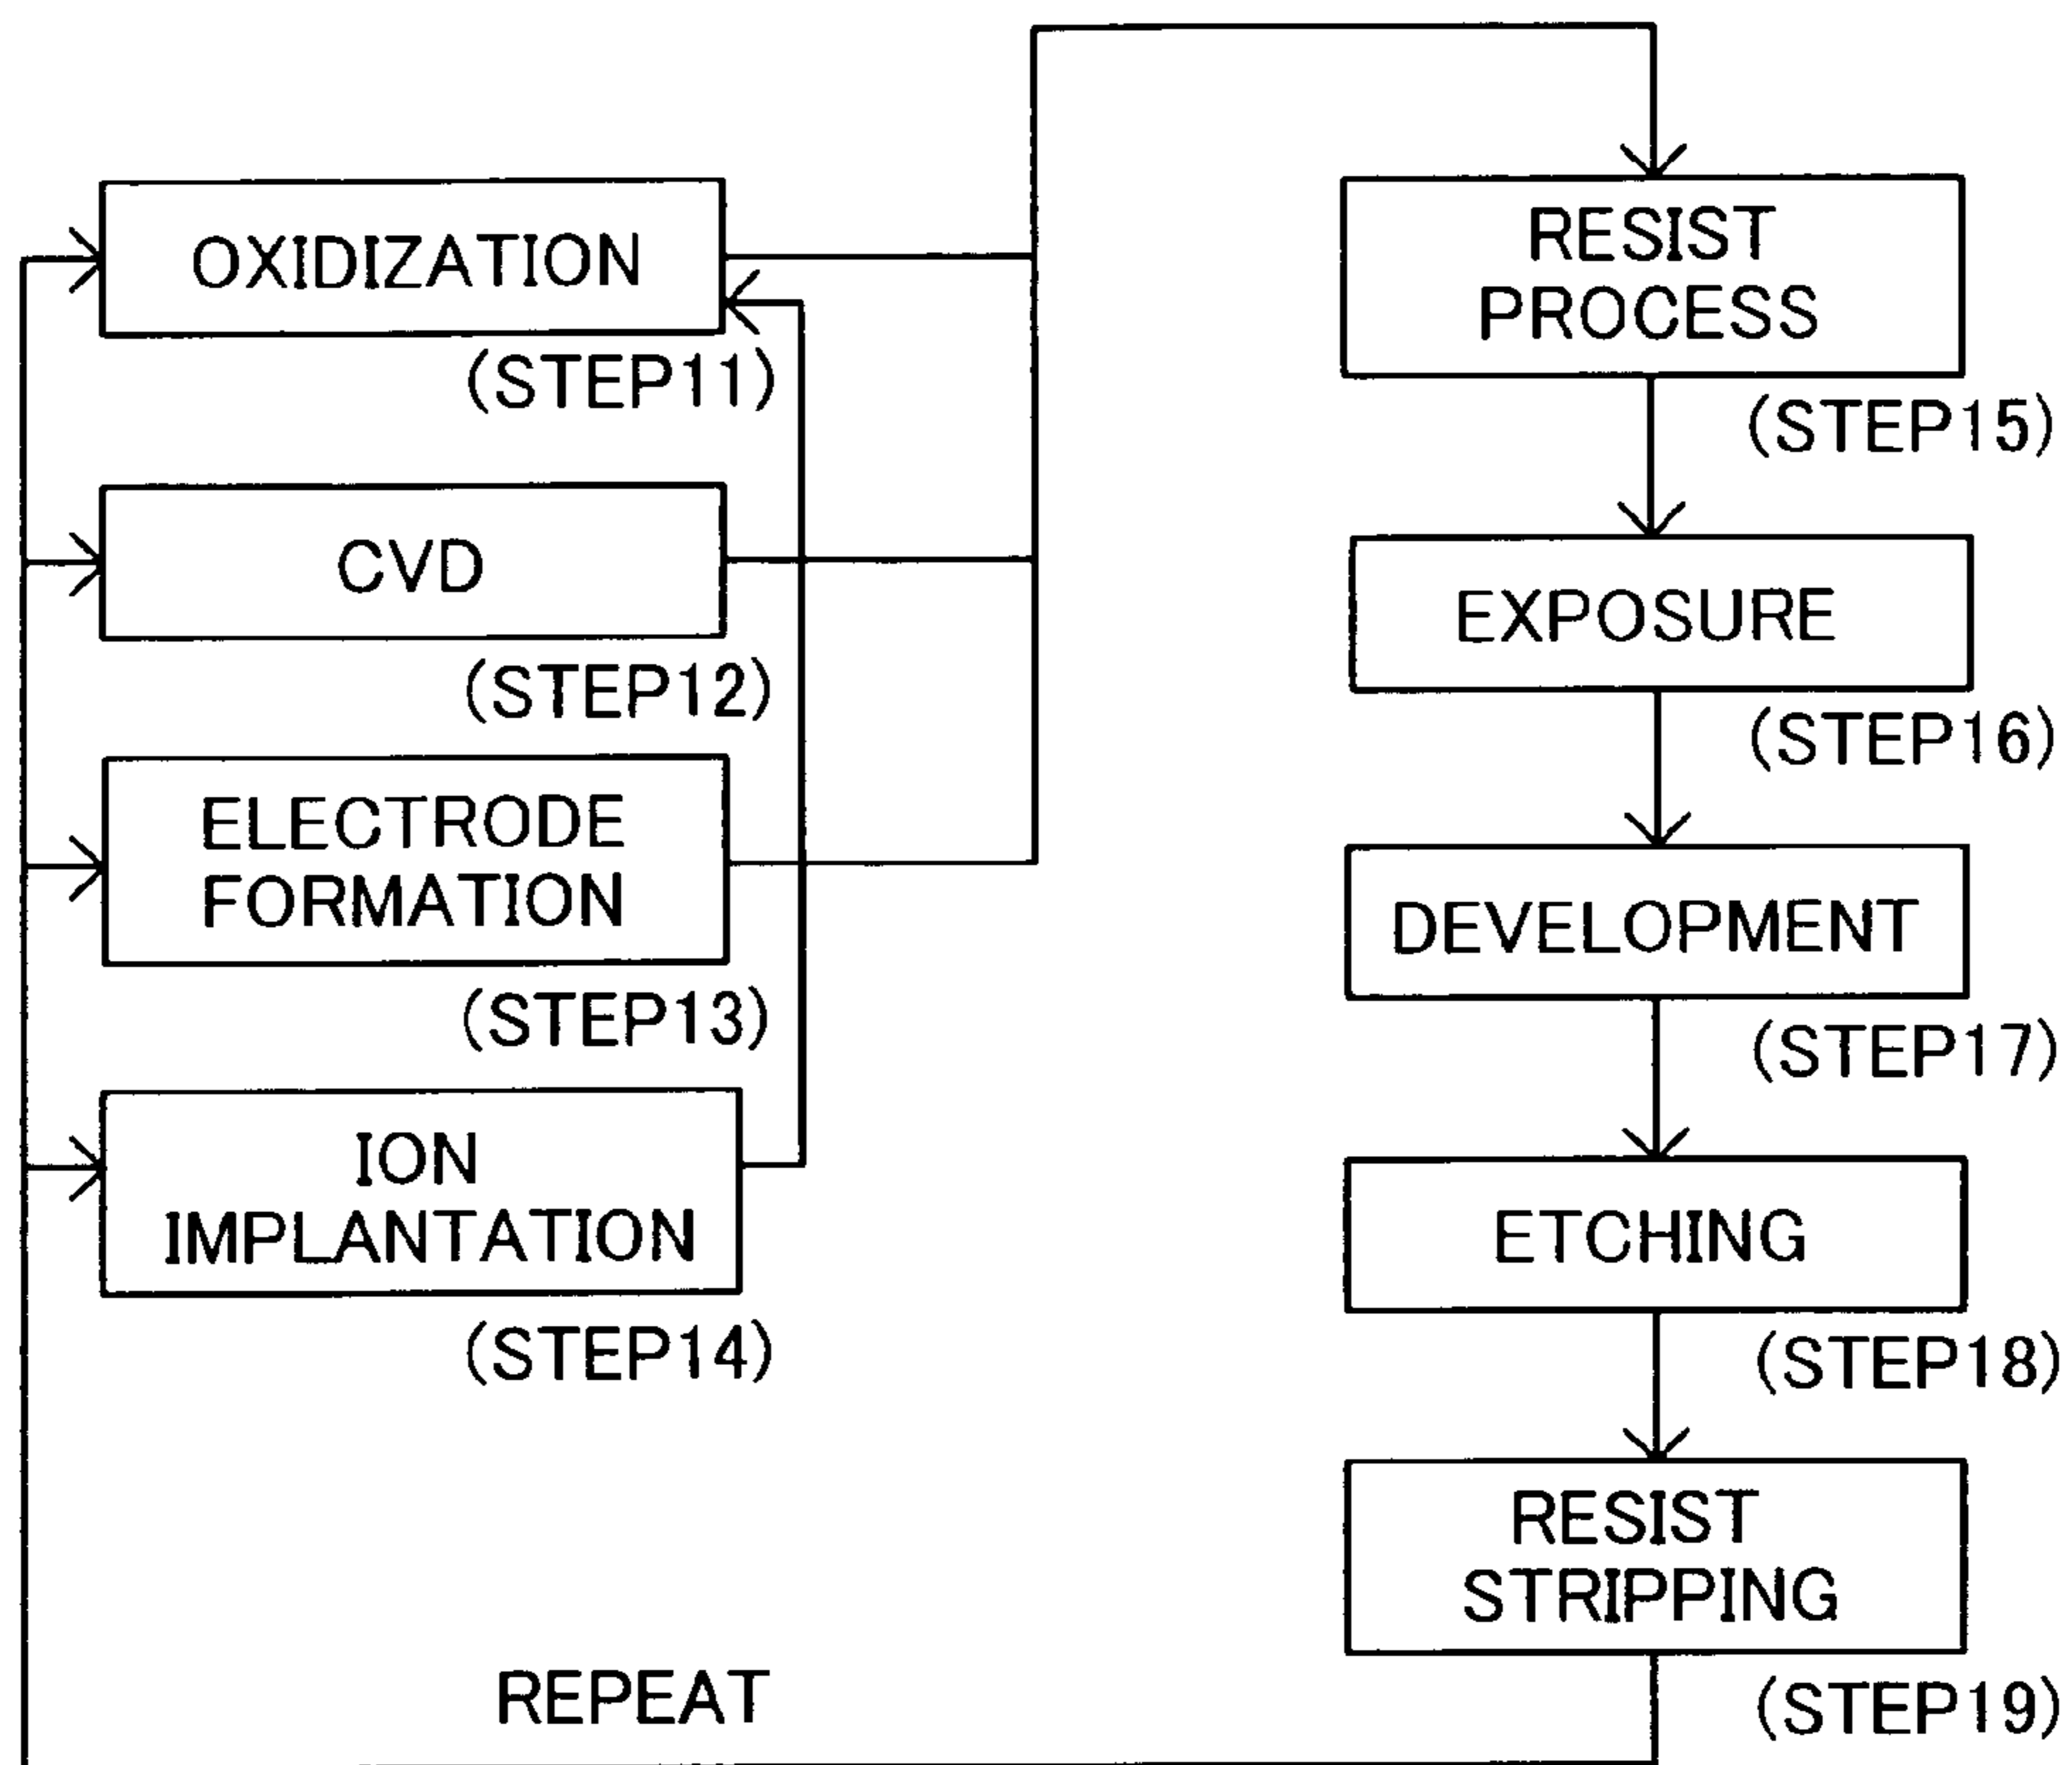 OXIDIZATION
(STEP11)
CVD
(STEP12)
ELECTRODE
FORMATION
(STEP13)
ION
IMPLANTATION
(STEP14)
REPEAT
RESIST
PROCESS
(STEP15)
EXPOSURE
(STEP16)
DEVELOPMENT
(STEP17)
ETCHING
(STEP18)
RESIST
STRIPPING
(STEP19)